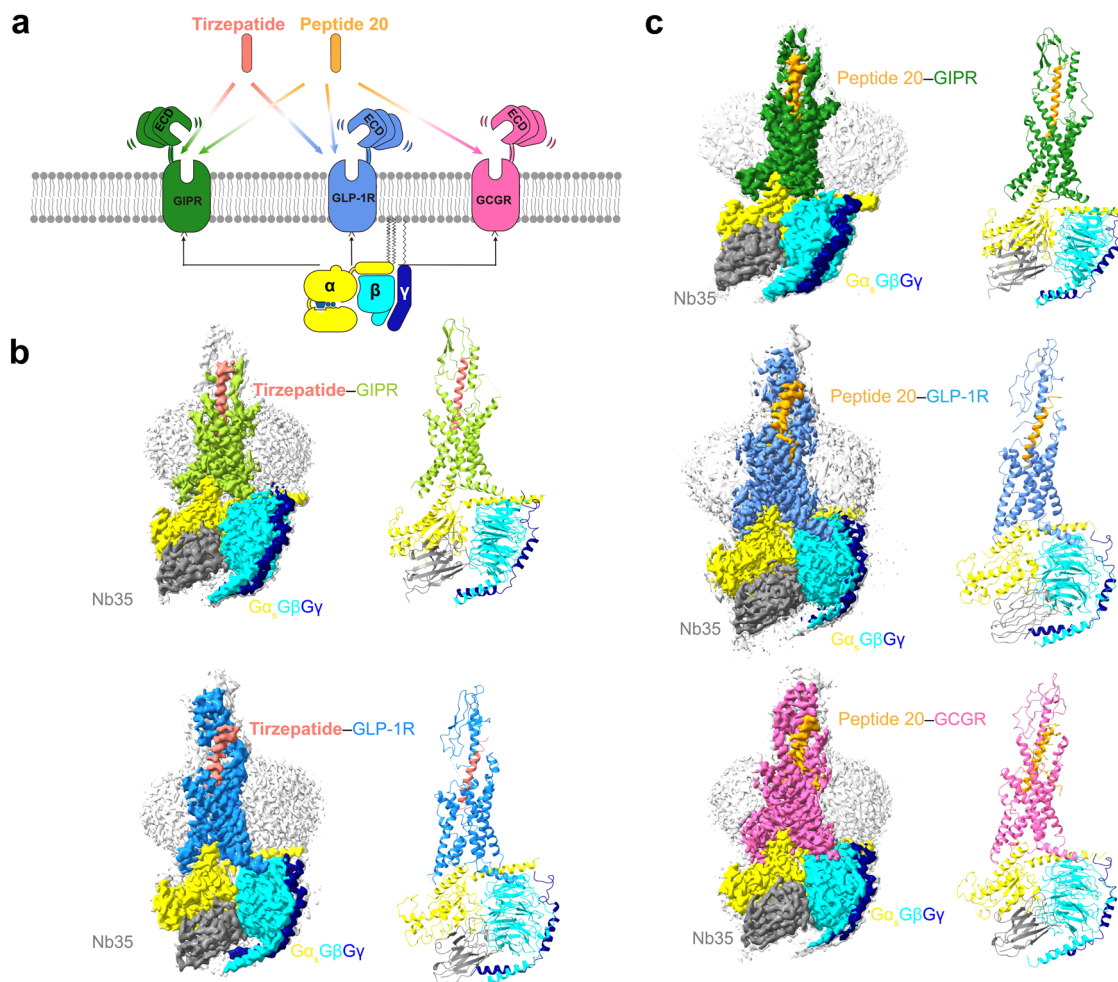 a
Tirzepatide
Peptide 20
ECD
ECD
ECD
GIPR
GLP-1R
GCGR
α
β
γ
b
Tirzepatide–GIPR
Nb35
GαsGβGγ
Tirzepatide–GLP-1R
Nb35
GαsGβGγ
c
Peptide 20–GIPR
Nb35
GαsGβGγ
Peptide 20–GLP-1R
Nb35
GαsGβGγ
Peptide 20–GCGR
Nb35
GαsGβGγ